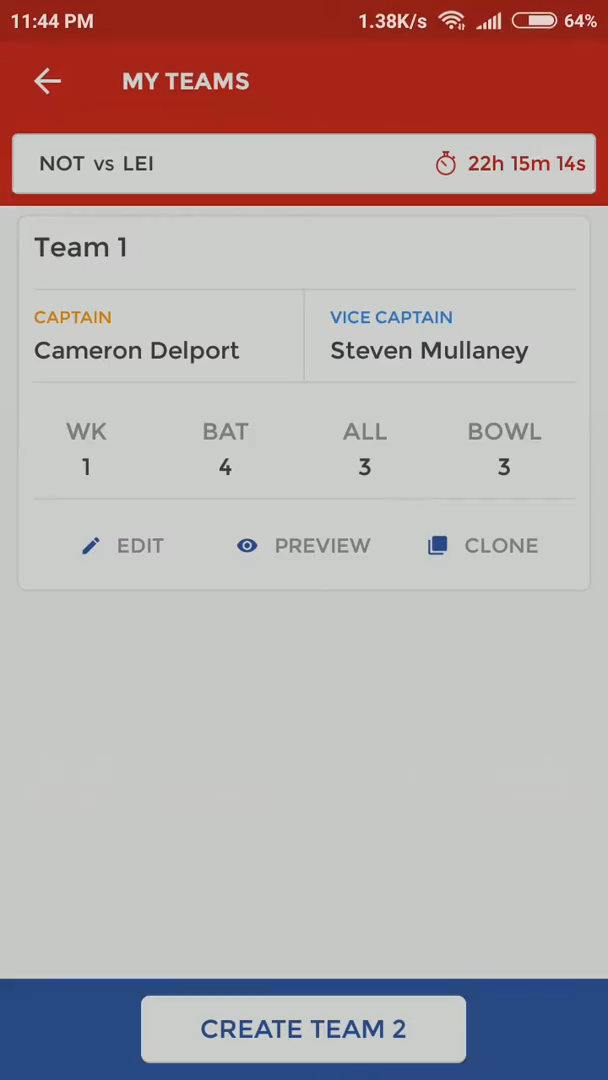 11:44 PM 1.38K/s 64%
MY TEAMS
NOT vs LEI 22h 15m 14s
Team 1
CAPTAIN VICE CAPTAIN
Cameron Delport Steven Mullaney
WK BAT ALL BOWL
1 4 3 3
EDIT PREVIEW CLONE
CREATE TEAM 2